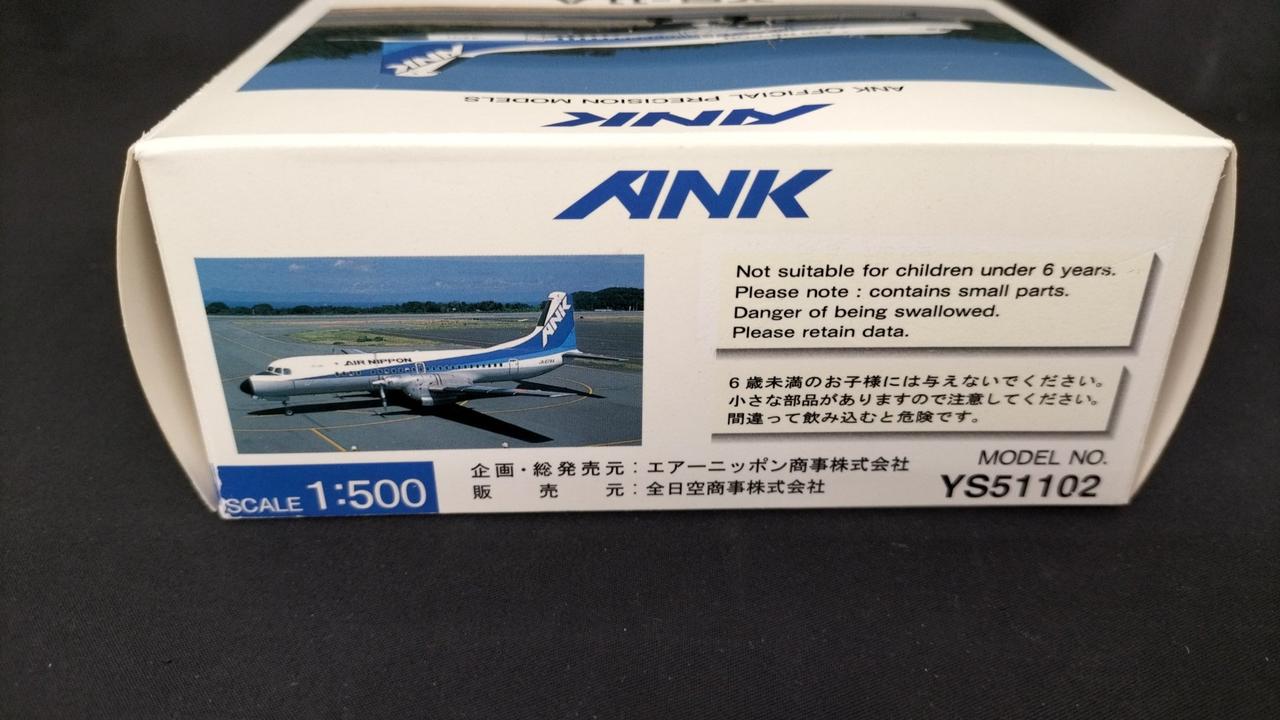 YS-11A
ANK
ANK OFFICIAL PRECISION MODELS
ANK
ANK
Not suitable for children under 6 years.
Please note : contains small parts.
Danger of being swallowed.
Please retain data.
ANK
AIR NIPPON
6歳未満のお子様には与えないでください。
小さな部品がありますので注意してください。
間違って飲み込むと危険です。
SCALE 1:500
企画・総発売元：エアーニッポン商事株式会社
販売元：全日空商事株式会社
MODEL NO.
YS51102